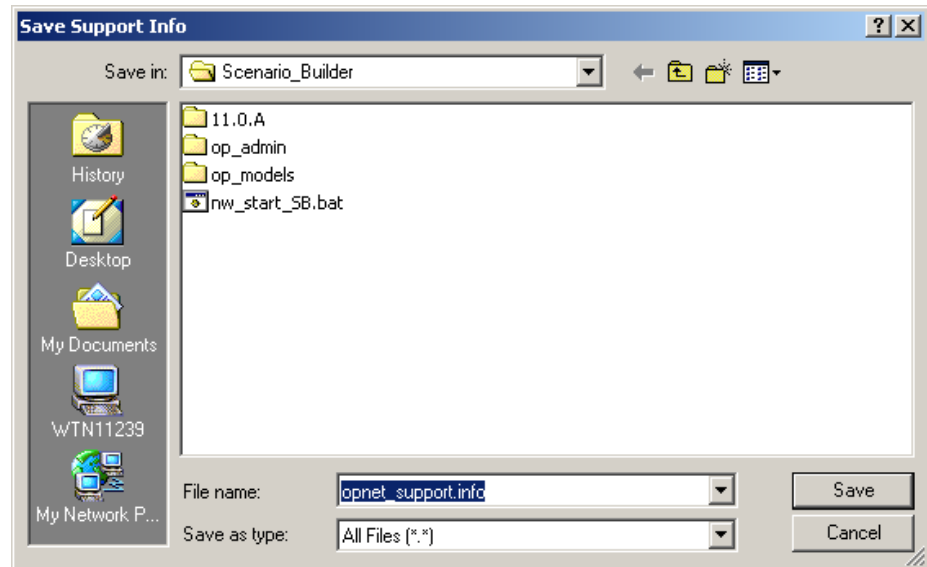 Save Support Info
Save in: Scenario_Builder
11.0.A
op_admin
op_models
nw_start_SB.bat
History
Desktop
My Documents
WTN11239
My Network P...
File name: opnet_support.info
Save
Save as type: All Files (*.*)
Cancel